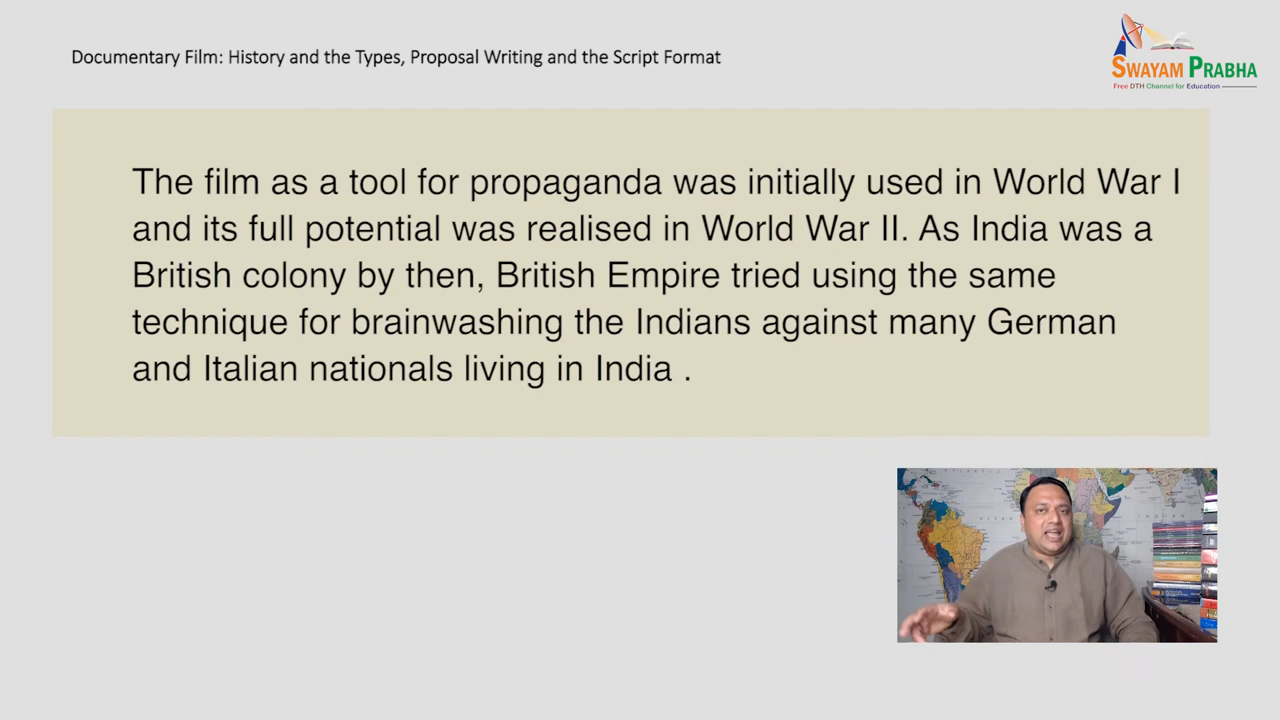 Documentary Film: History and the Types, Proposal Writing and the Script Format
SWAYAM PRABHA
Free DTH Channel for Education
The film as a tool for propaganda was initially used in World War I
and its full potential was realised in World War II. As India was a
British colony by then, British Empire tried using the same
technique for brainwashing the Indians against many German
and Italian nationals living in India .